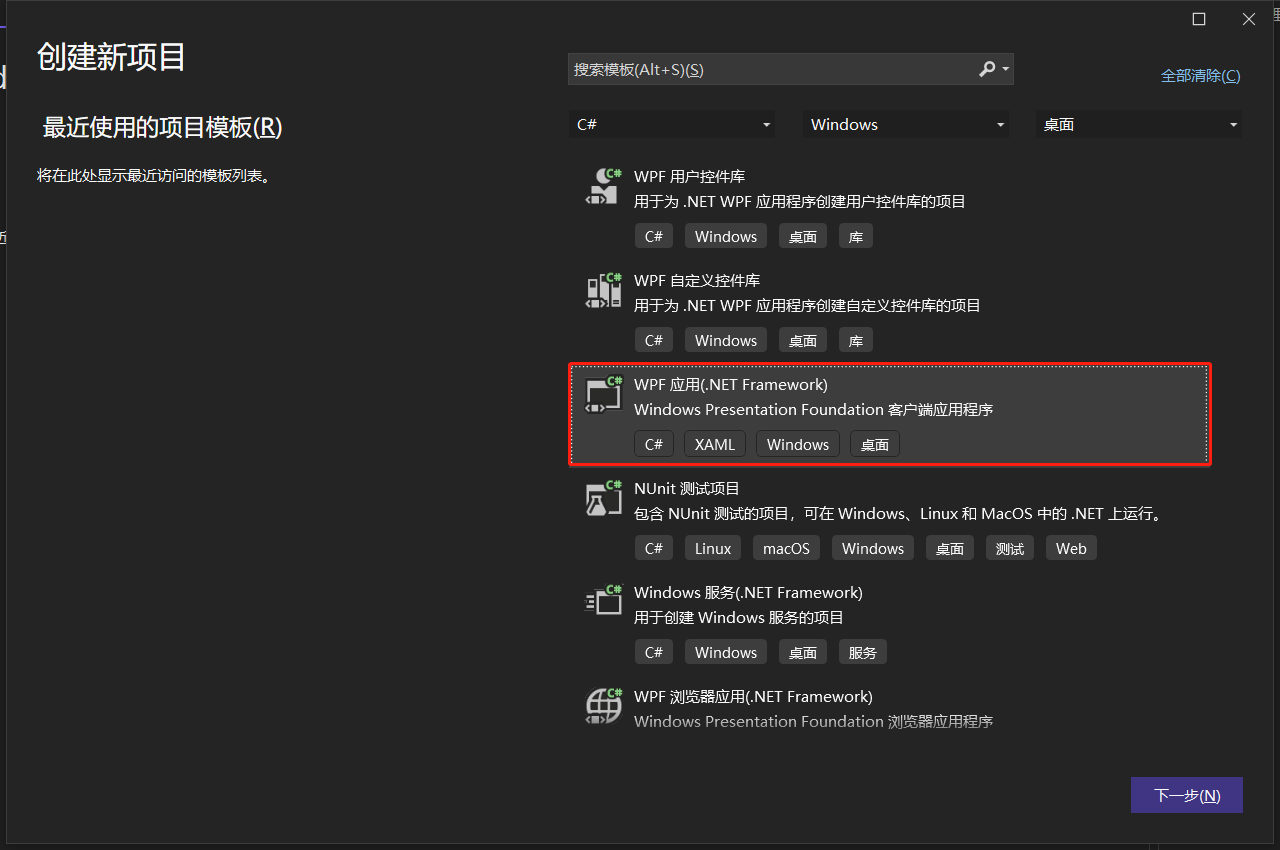 创建新项目
最近使用的项目模板(R)
将在此处显示最近访问的模板列表。
搜索模板(Alt+S)(S)
全部清除(C)
C# Windows 桌面
WPF 用户控件库
用于为 .NET WPF 应用程序创建用户控件库的项目
C# Windows 桌面 库
WPF 自定义控件库
用于为 .NET WPF 应用程序创建自定义控件库的项目
C# Windows 桌面 库
WPF 应用(.NET Framework)
Windows Presentation Foundation 客户端应用程序
C# XAML Windows 桌面
NUnit 测试项目
包含 NUnit 测试的项目，可在 Windows、Linux 和 MacOS 中的 .NET 上运行。
C# Linux macOS Windows 桌面 测试 Web
Windows 服务(.NET Framework)
用于创建 Windows 服务的项目
C# Windows 桌面 服务
WPF 浏览器应用(.NET Framework)
Windows Presentation Foundation 浏览器应用程序
下一步(N)